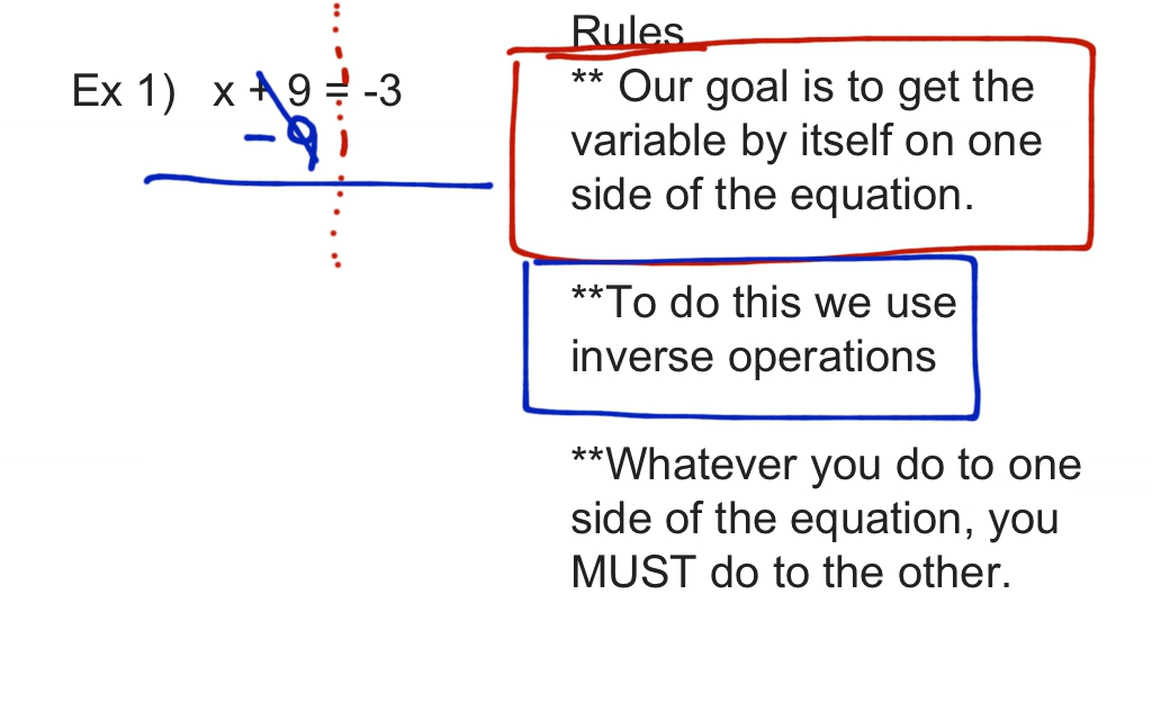 Rules
Ex 1) x + 9 = -3
- 9
** Our goal is to get the
variable by itself on one
side of the equation.
**To do this we use
inverse operations
**Whatever you do to one
side of the equation, you
MUST do to the other.